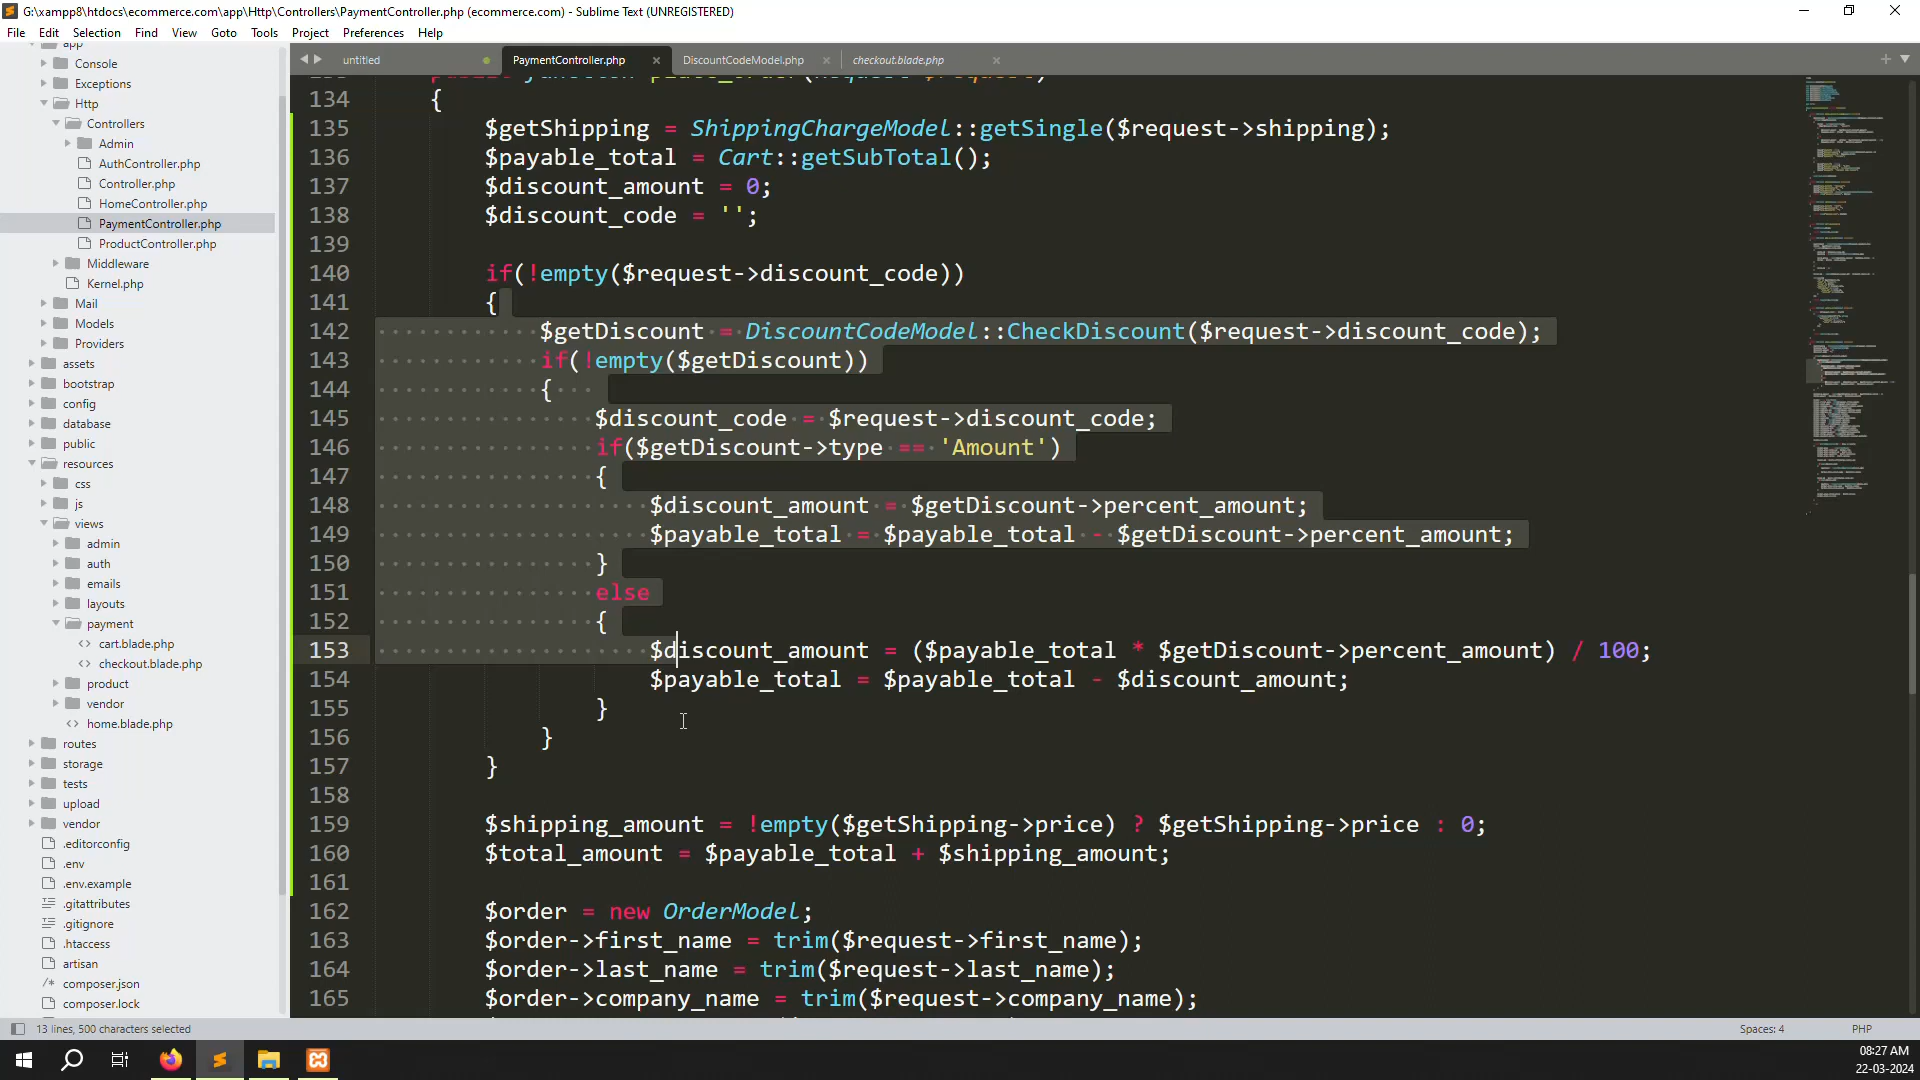 G:\xampp8\htdocs\ecommerce.com\app\Http\Controllers\PaymentController.php (ecommerce.com) - Sublime Text (UNREGISTERED)
File Edit Selection Find View Goto Tools Project Preferences Help
untitled PaymentController.php DiscountCodeModel.php checkout.blade.php
app
Console
Exceptions
Http
Controllers
Admin
AuthController.php
Controller.php
HomeController.php
PaymentController.php
ProductController.php
Middleware
Kernel.php
Mail
Models
Providers
assets
bootstrap
config
database
public
resources
css
js
views
admin
auth
emails
layouts
payment
cart.blade.php
checkout.blade.php
product
vendor
home.blade.php
routes
storage
tests
upload
vendor
.editorconfig
.env
.env.example
.gitattributes
.gitignore
.htaccess
artisan
composer.json
composer.lock
134 {
135 $getShipping = ShippingChargeModel::getSingle($request->shipping);
136 $payable_total = Cart::getSubTotal();
137 $discount_amount = 0;
138 $discount_code = '';
139
140 if(!empty($request->discount_code))
141 {
142 $getDiscount = DiscountCodeModel::CheckDiscount($request->discount_code);
143 if(!empty($getDiscount))
144 {
145 $discount_code = $request->discount_code;
146 if($getDiscount->type == 'Amount')
147 {
148 $discount_amount = $getDiscount->percent_amount;
149 $payable_total = $payable_total - $getDiscount->percent_amount;
150 }
151 else
152 {
153 $discount_amount = ($payable_total * $getDiscount->percent_amount) / 100;
154 $payable_total = $payable_total - $discount_amount;
155 }
156 }
157 }
158
159 $shipping_amount = !empty($getShipping->price) ? $getShipping->price : 0;
160 $total_amount = $payable_total + $shipping_amount;
161
162 $order = new OrderModel;
163 $order->first_name = trim($request->first_name);
164 $order->last_name = trim($request->last_name);
165 $order->company_name = trim($request->company_name);
13 lines, 500 characters selected
Spaces: 4 PHP
08:27 AM
22-03-2024